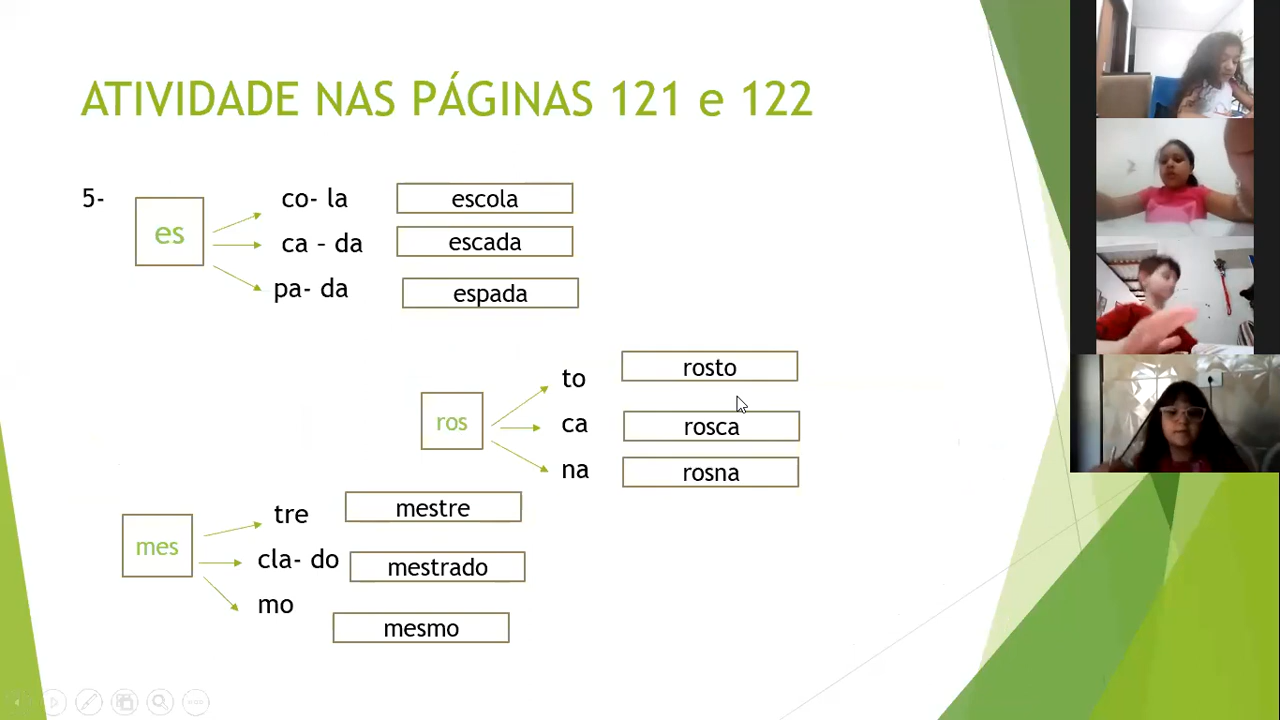 ATIVIDADE NAS PÁGINAS 121 e 122
5-
es
co- la
escola
ca – da
escada
pa- da
espada
ros
to
rosto
ca
rosca
na
rosna
mes
tre
mestre
cla- do
mestrado
mo
mesmo